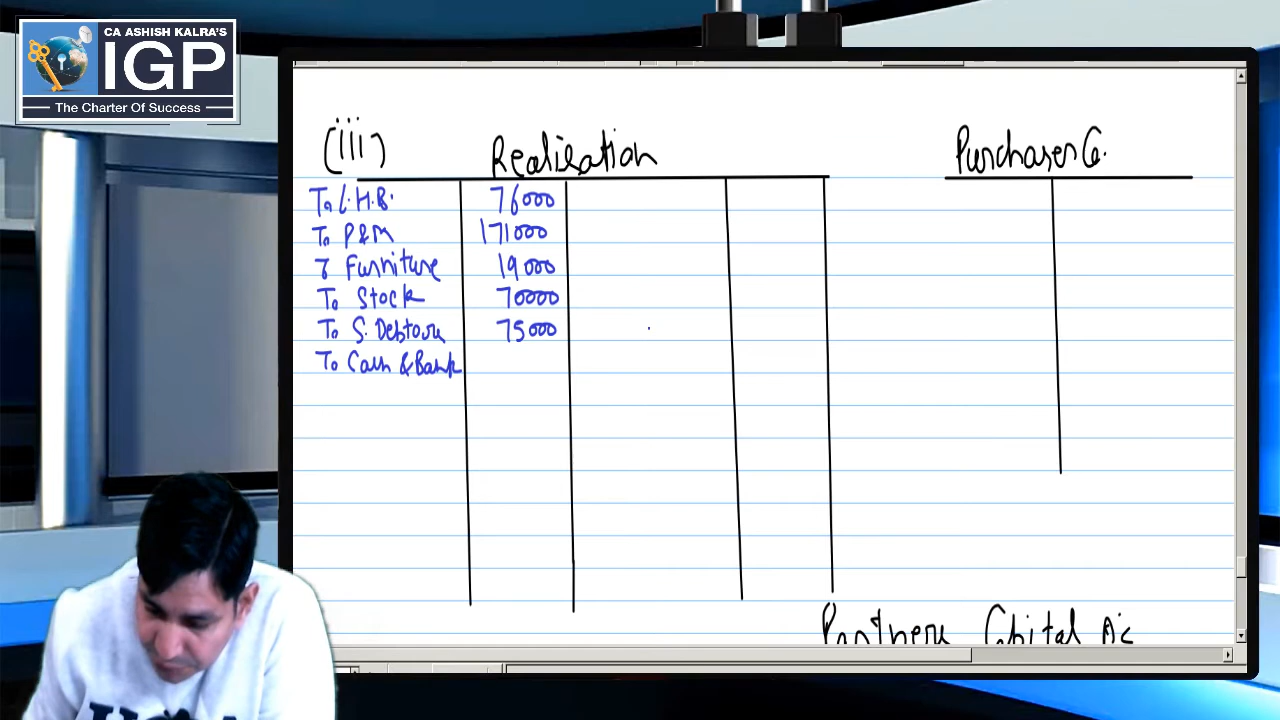 CA ASHISH KALRA'S
IGP
The Charter Of Success
(iii) Realisation
Purchaser Co.
To L.H.B. 76000
To P&M 171000
To Furniture 19000
To Stock 70000
To S. Debtors 75000
To Cash & Bank
Partners Capital A/c